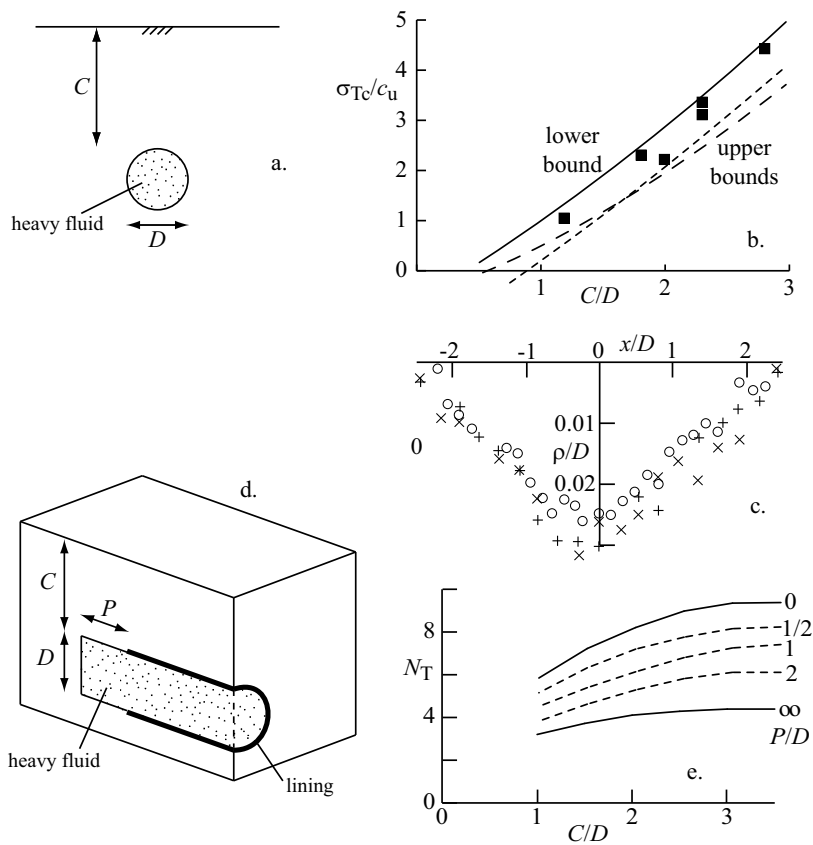 C
a.
heavy fluid
D
5
4
σTc/cu
3
2
1
0
lower
bound
upper
bounds
b.
1
2
3
C/D
-2
-1
0
x/D
1
2
0.01
0
ρ/D
0.02
c.
d.
C
P
D
heavy fluid
lining
8
NT
4
0
0
1/2
1
2
∞
P/D
e.
0
1
2
3
C/D